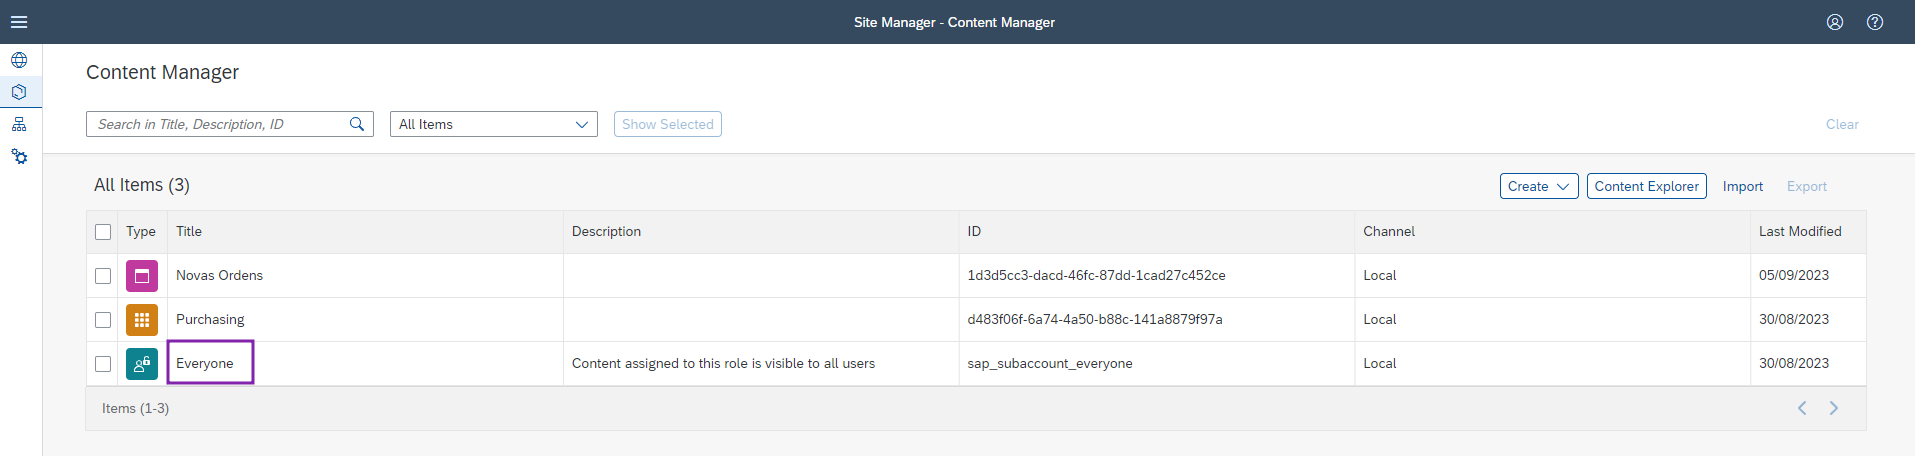 Site Manager - Content Manager
Content Manager
Search in Title, Description, ID All Items Show Selected Clear
All Items (3) Create Content Explorer Import Export
Type Title Description ID Channel Last Modified
Novas Ordens 1d3d5cc3-dacd-46fc-87dd-1cad27c452ce Local 05/09/2023
Purchasing d483f06f-6a74-4a50-b88c-141a8879f97a Local 30/08/2023
Everyone Content assigned to this role is visible to all users sap_subaccount_everyone Local 30/08/2023
Items (1-3)